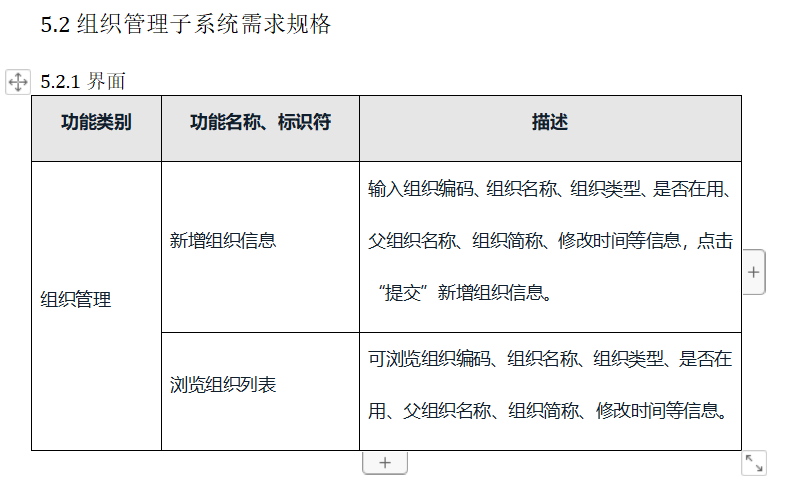 5.2 组织管理子系统需求规格
5.2.1 界面
功能类别
功能名称、标识符
描述
组织管理
新增组织信息
输入组织编码、组织名称、组织类型、是否在用、
父组织名称、组织简称、修改时间等信息，点击
“提交”新增组织信息。
浏览组织列表
可浏览组织编码、组织名称、组织类型、是否在
用、父组织名称、组织简称、修改时间等信息。